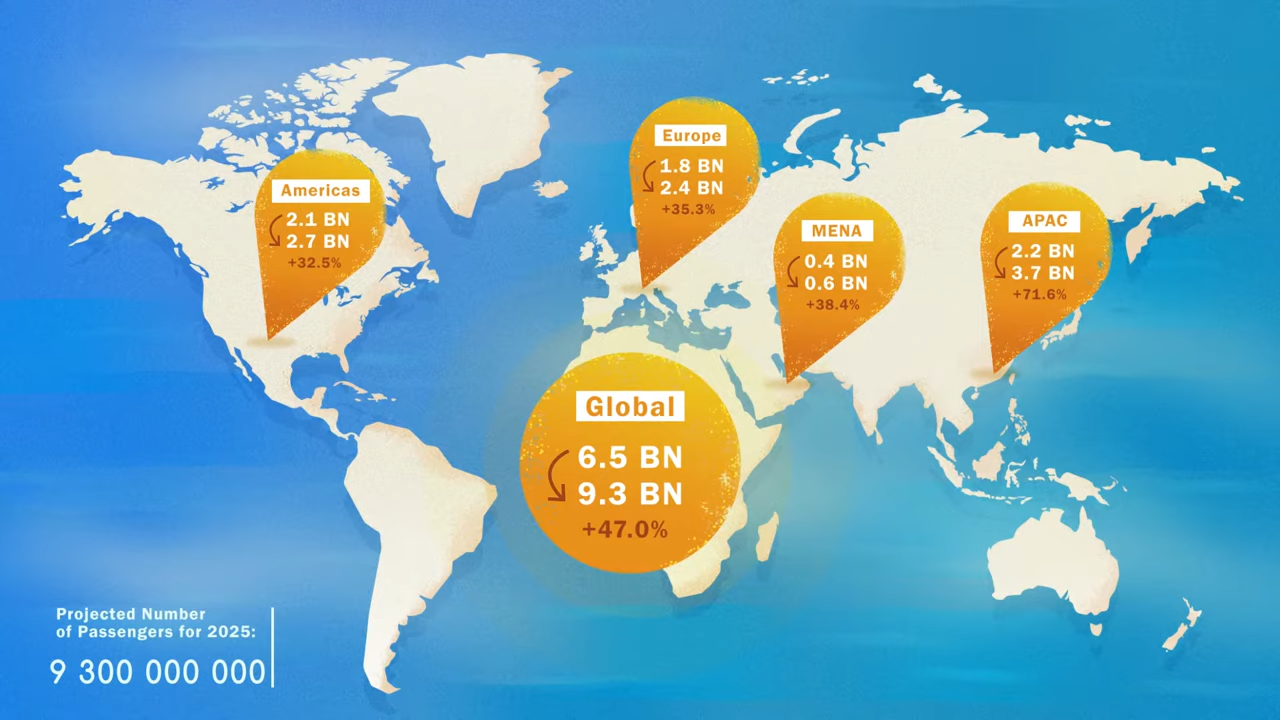 Europe
1.8 BN
2.4 BN
+35.3%
Americas
2.1 BN
2.7 BN
+32.5%
MENA
0.4 BN
0.6 BN
+38.4%
APAC
2.2 BN
3.7 BN
+71.6%
Global
6.5 BN
9.3 BN
+47.0%
Projected Number
of Passengers for 2025:
9 300 000 000